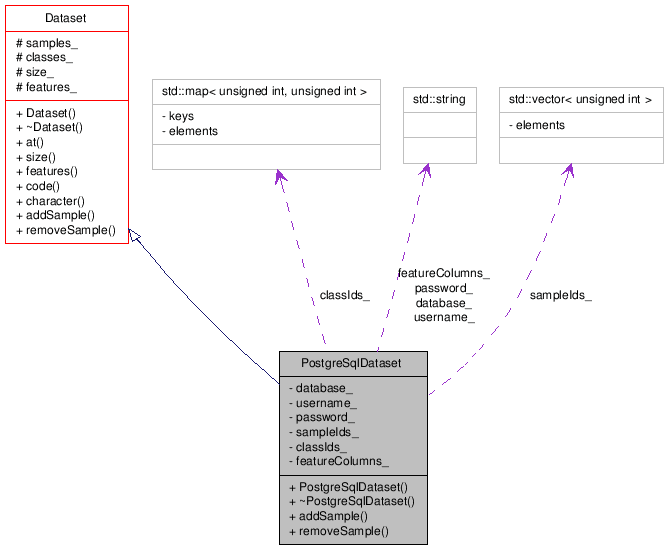 Dataset
# samples_
# classes_
# size_
# features_
+ Dataset()
+ ~Dataset()
+ at()
+ size()
+ features()
+ code()
+ character()
+ addSample()
+ removeSample()
std::map< unsigned int, unsigned int >
- keys
- elements
std::string
std::vector< unsigned int >
- elements
classIds_
featureColumns_
password_
database_
username_
sampleIds_
PostgreSqlDataset
- database_
- username_
- password_
- sampleIds_
- classIds_
- featureColumns_
+ PostgreSqlDataset()
+ ~PostgreSqlDataset()
+ addSample()
+ removeSample()